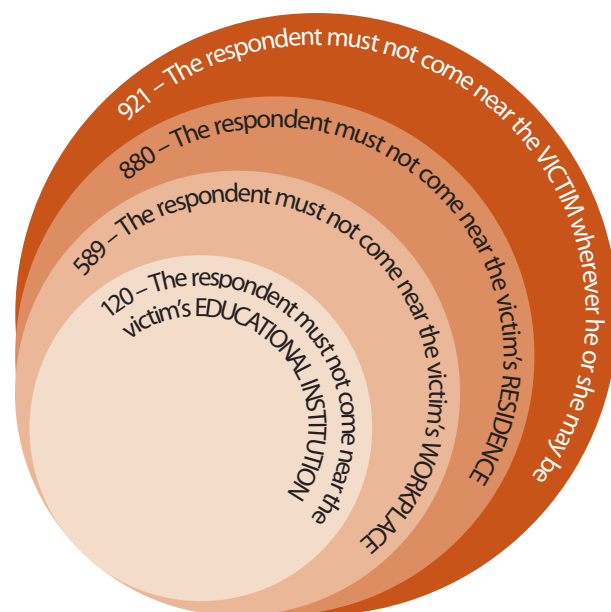 921 – The respondent must not come near the VICTIM wherever he or she may be
880 – The respondent must not come near the victim's RESIDENCE
589 – The respondent must not come near the victim's WORKPLACE
120 – The respondent must not come near the
victim's EDUCATIONAL INSTITUTION